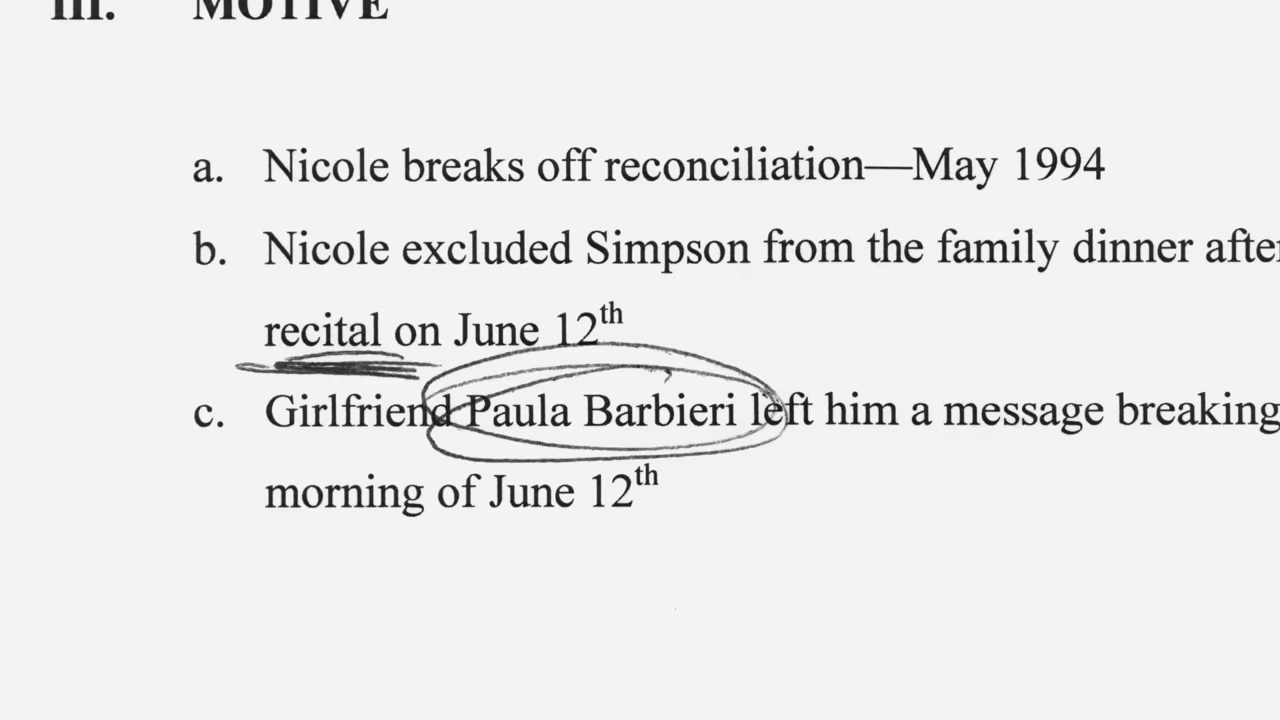 III. MOTIVE
a. Nicole breaks off reconciliation—May 1994
b. Nicole excluded Simpson from the family dinner after
recital on June 12th
c. Girlfriend Paula Barbieri left him a message breaking
morning of June 12th